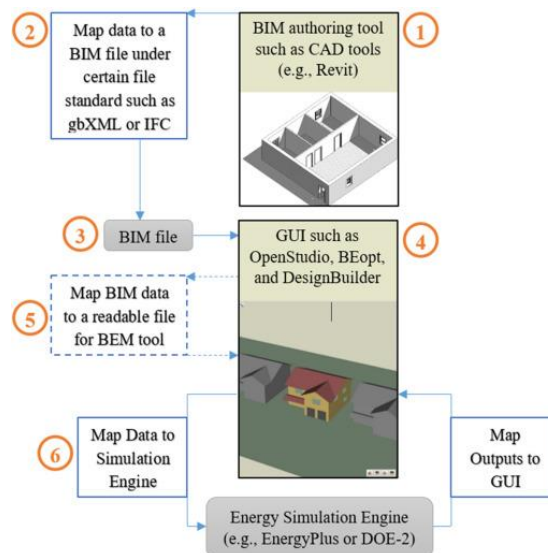 2
Map data to a
BIM file under
certain file
standard such as
gbXML or IFC
BIM authoring tool
such as CAD tools
(e.g., Revit)
1
3
BIM file
GUI such as
OpenStudio, BEopt,
and DesignBuilder
4
Map BIM data
to a readable file
for BEM tool
5
6
Map Data to
Simulation
Engine
Map
Outputs to
GUI
Energy Simulation Engine
(e.g., EnergyPlus or DOE-2)